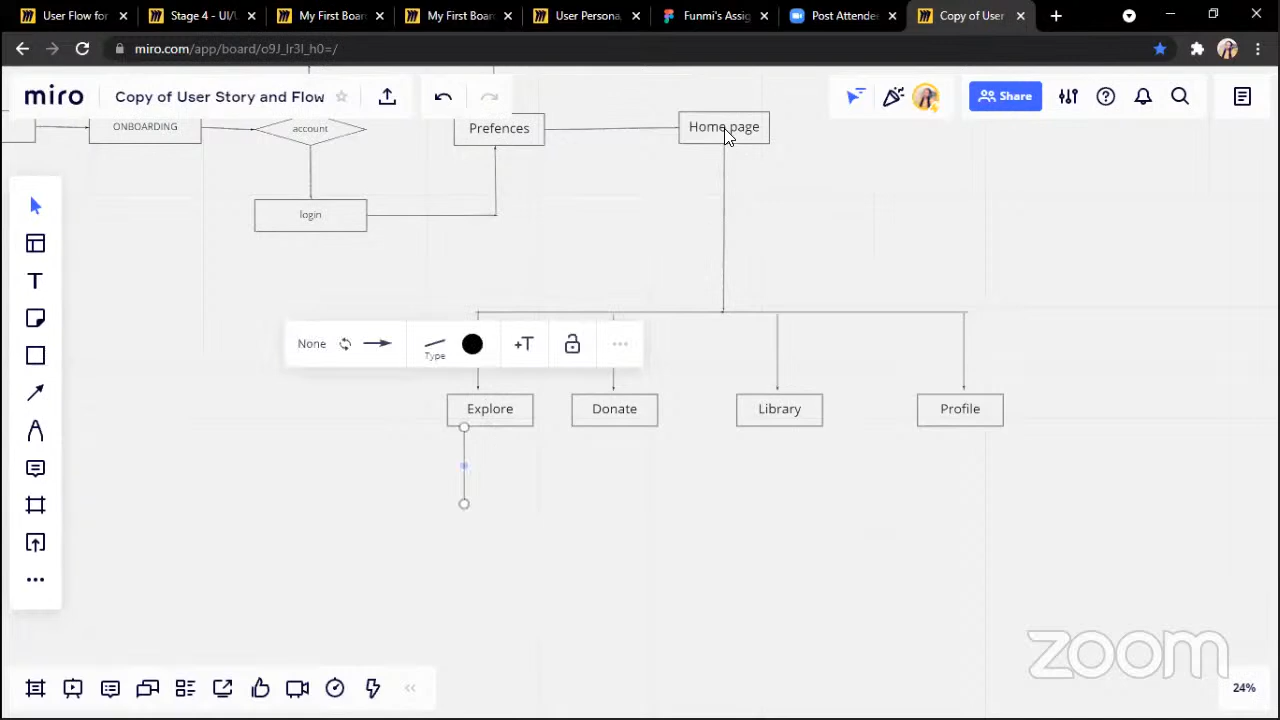 User Flow for
Stage 4 - UI/U
My First Boar
My First Boar
User Persona,
Funmi's Assig
Post Attendee
Copy of User
miro.com/app/board/o9J_lr3l_h0=/
miro
Copy of User Story and Flow
Share
ONBOARDING
account
Prefences
Home page
login
None
Type
+T
Explore
Donate
Library
Profile
zoom
24%